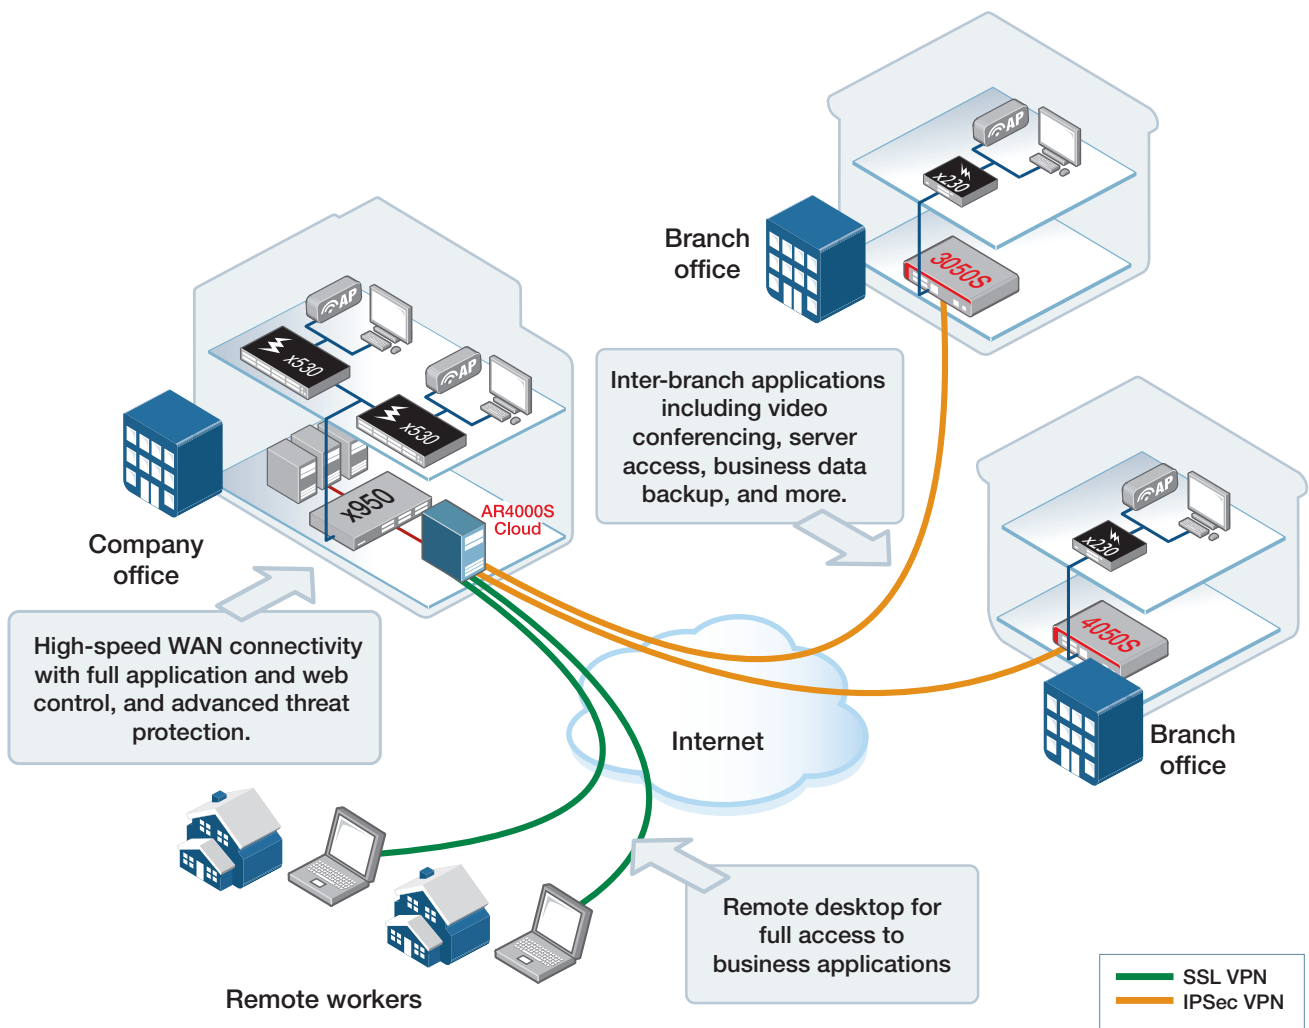 AP
x230
Branch
office
3050S
AP
x530
AP
x530
x950
AR4000S
Cloud
Company
office
Inter-branch applications
including video
conferencing, server
access, business data
backup, and more.
AP
x230
4050S
Branch
office
High-speed WAN connectivity
with full application and web
control, and advanced threat
protection.
Internet
Remote desktop for
full access to
business applications
Remote workers
SSL VPN
IPSec VPN